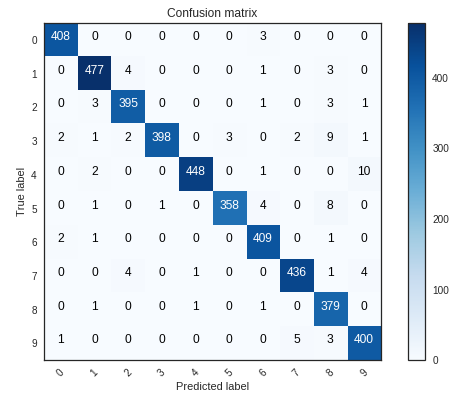 Confusion matrix
0 408 0 0 0 0 0 3 0 0 0
1 0 477 4 0 0 0 1 0 3 0
2 0 3 395 0 0 0 1 0 3 1
3 2 1 2 398 0 3 0 2 9 1
4 0 2 0 0 448 0 1 0 0 10
5 0 1 0 1 0 358 4 0 8 0
6 2 1 0 0 0 0 409 0 1 0
7 0 0 4 0 1 0 0 436 1 4
8 0 1 0 0 1 0 1 0 379 0
9 1 0 0 0 0 0 0 5 3 400
0 1 2 3 4 5 6 7 8 9
True label
Predicted label
400
300
200
100
0